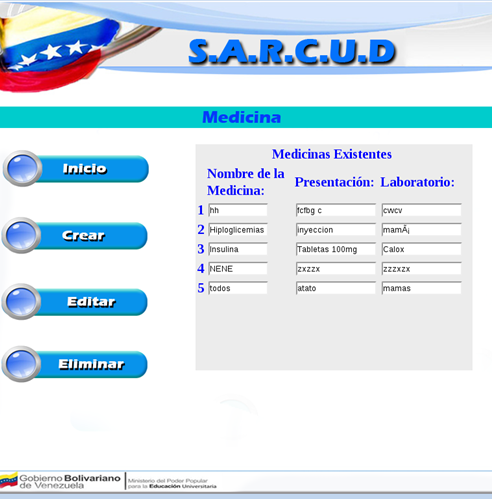 S.A.R.C.U.D
Medicina
Inicio
Crear
Editar
Eliminar
Medicinas Existentes
Nombre de la Medicina: Presentación: Laboratorio:
1 hh fcfbg c cwcv
2 Hiploglicemias inyeccion mamÃ¡
3 Insulina Tabletas 100mg Calox
4 NENE zxzzx zzzxzx
5 todos atato mamas
Gobierno Bolivariano
de Venezuela
Ministerio del Poder Popular
para la Educación Universitaria